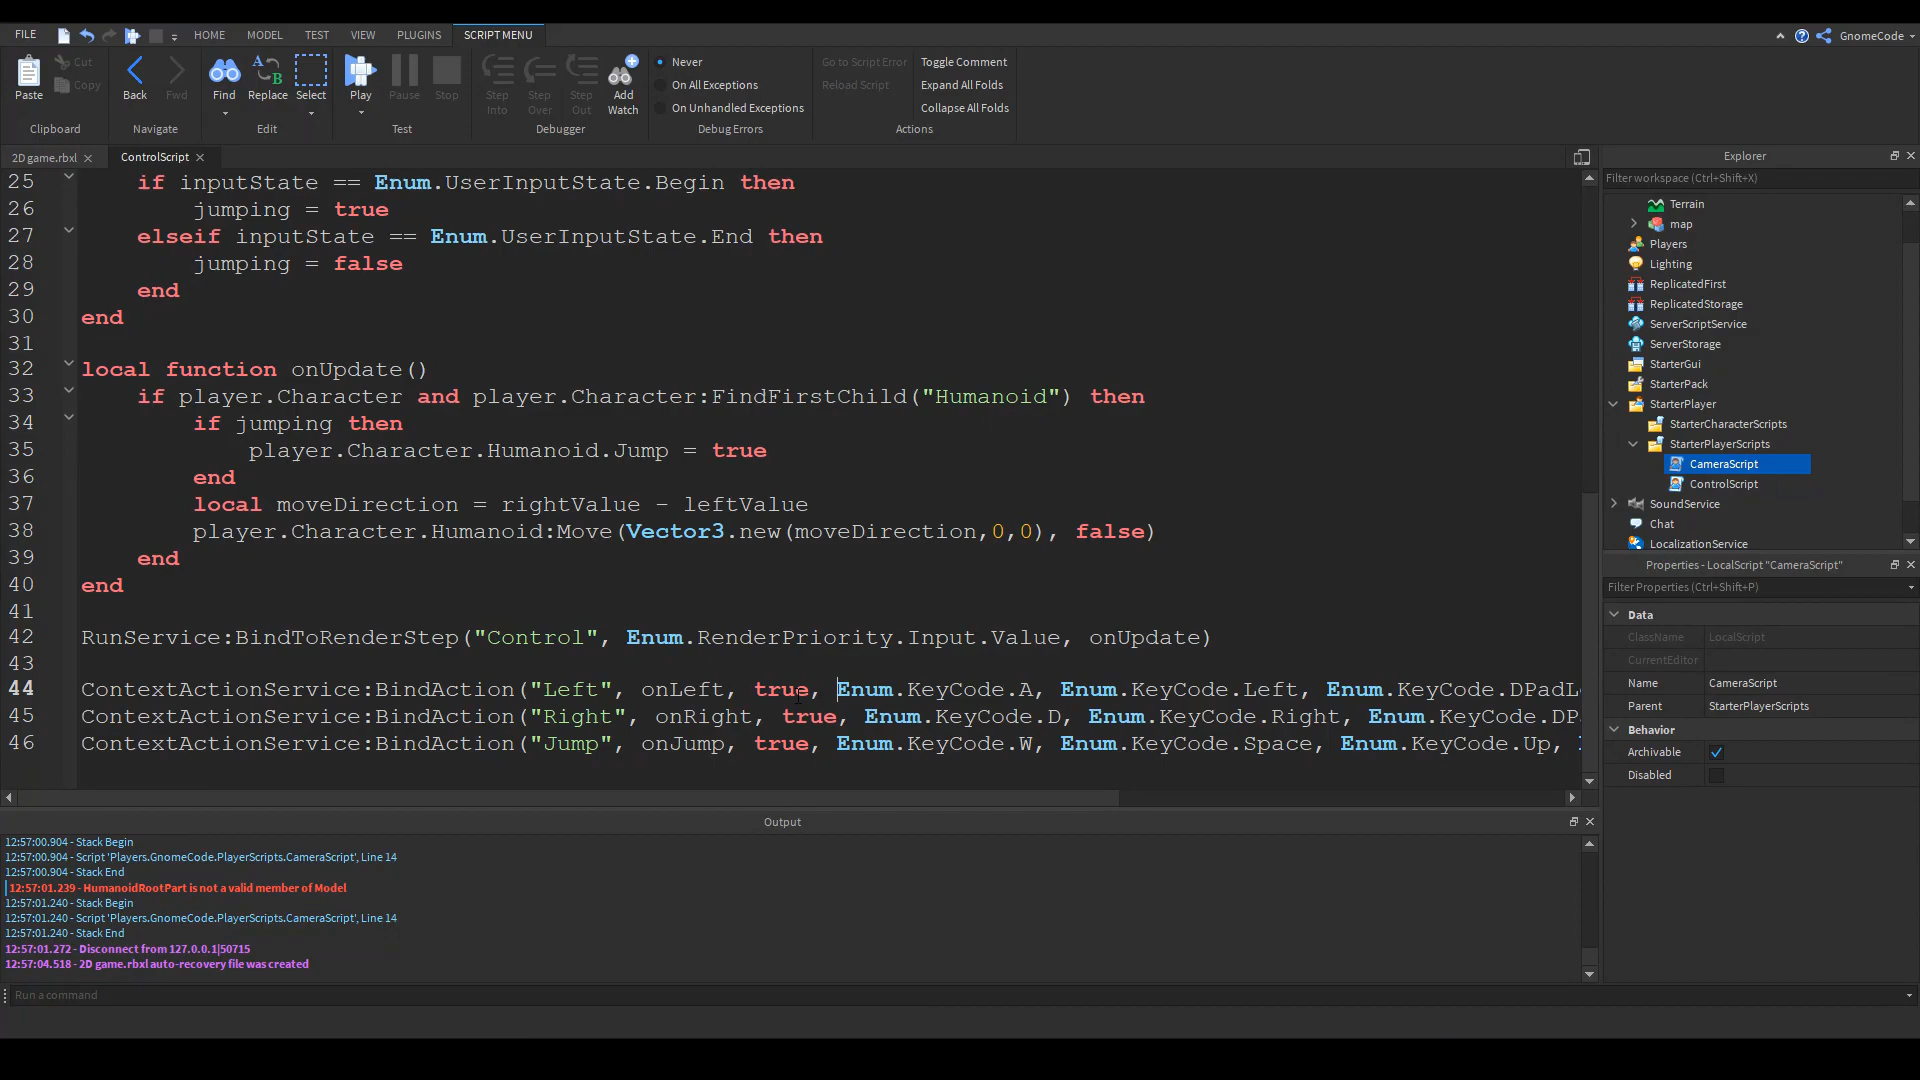 FILE HOME MODEL TEST VIEW PLUGINS SCRIPT MENU GnomeCode
Paste Cut Copy Back Fwd Find Replace Select Play Pause Stop Step Into Step Over Step Out Add Watch
Never
On All Exceptions
On Unhandled Exceptions
Go to Script Error
Reload Script
Toggle Comment
Expand All Folds
Collapse All Folds
Clipboard Navigate Edit Test Debugger Debug Errors Actions
2D game.rbxl ControlScript
25 if inputState == Enum.UserInputState.Begin then
26 jumping = true
27 elseif inputState == Enum.UserInputState.End then
28 jumping = false
29 end
30 end
31
32 local function onUpdate()
33 if player.Character and player.Character:FindFirstChild("Humanoid") then
34 if jumping then
35 player.Character.Humanoid.Jump = true
36 end
37 local moveDirection = rightValue - leftValue
38 player.Character.Humanoid:Move(Vector3.new(moveDirection,0,0), false)
39 end
40 end
41
42 RunService:BindToRenderStep("Control", Enum.RenderPriority.Input.Value, onUpdate)
43
44 ContextActionService:BindAction("Left", onLeft, true, Enum.KeyCode.A, Enum.KeyCode.Left, Enum.KeyCode.DPadL
45 ContextActionService:BindAction("Right", onRight, true, Enum.KeyCode.D, Enum.KeyCode.Right, Enum.KeyCode.DP
46 ContextActionService:BindAction("Jump", onJump, true, Enum.KeyCode.W, Enum.KeyCode.Space, Enum.KeyCode.Up,
Output
12:57:00.904 - Stack Begin
12:57:00.904 - Script 'Players.GnomeCode.PlayerScripts.CameraScript', Line 14
12:57:00.904 - Stack End
12:57:01.239 - HumanoidRootPart is not a valid member of Model
12:57:01.240 - Stack Begin
12:57:01.240 - Script 'Players.GnomeCode.PlayerScripts.CameraScript', Line 14
12:57:01.240 - Stack End
12:57:01.272 - Disconnect from 127.0.0.1|50715
12:57:04.518 - 2D game.rbxl auto-recovery file was created
Run a command
Explorer
Filter workspace (Ctrl+Shift+X)
Terrain
map
Players
Lighting
ReplicatedFirst
ReplicatedStorage
ServerScriptService
ServerStorage
StarterGui
StarterPack
StarterPlayer
StarterCharacterScripts
StarterPlayerScripts
CameraScript
ControlScript
SoundService
Chat
LocalizationService
Properties - LocalScript "CameraScript"
Filter Properties (Ctrl+Shift+P)
Data
ClassName LocalScript
CurrentEditor
Name CameraScript
Parent StarterPlayerScripts
Behavior
Archivable
Disabled